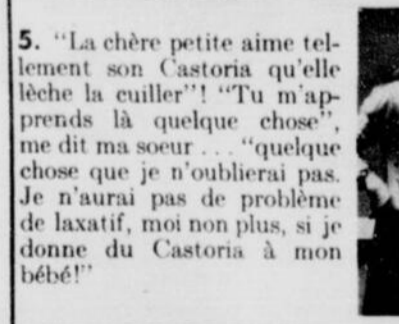 5. "La chère petite aime tel-
lement son Castoria qu'elle
lèche la cuiller"! "Tu m'ap-
prends là quelque chose",
me dit ma soeur . . . "quelque
chose que je n'oublierai pas.
Je n'aurai pas de problème
de laxatif, moi non plus, si je
donne du Castoria à mon
bébé!"